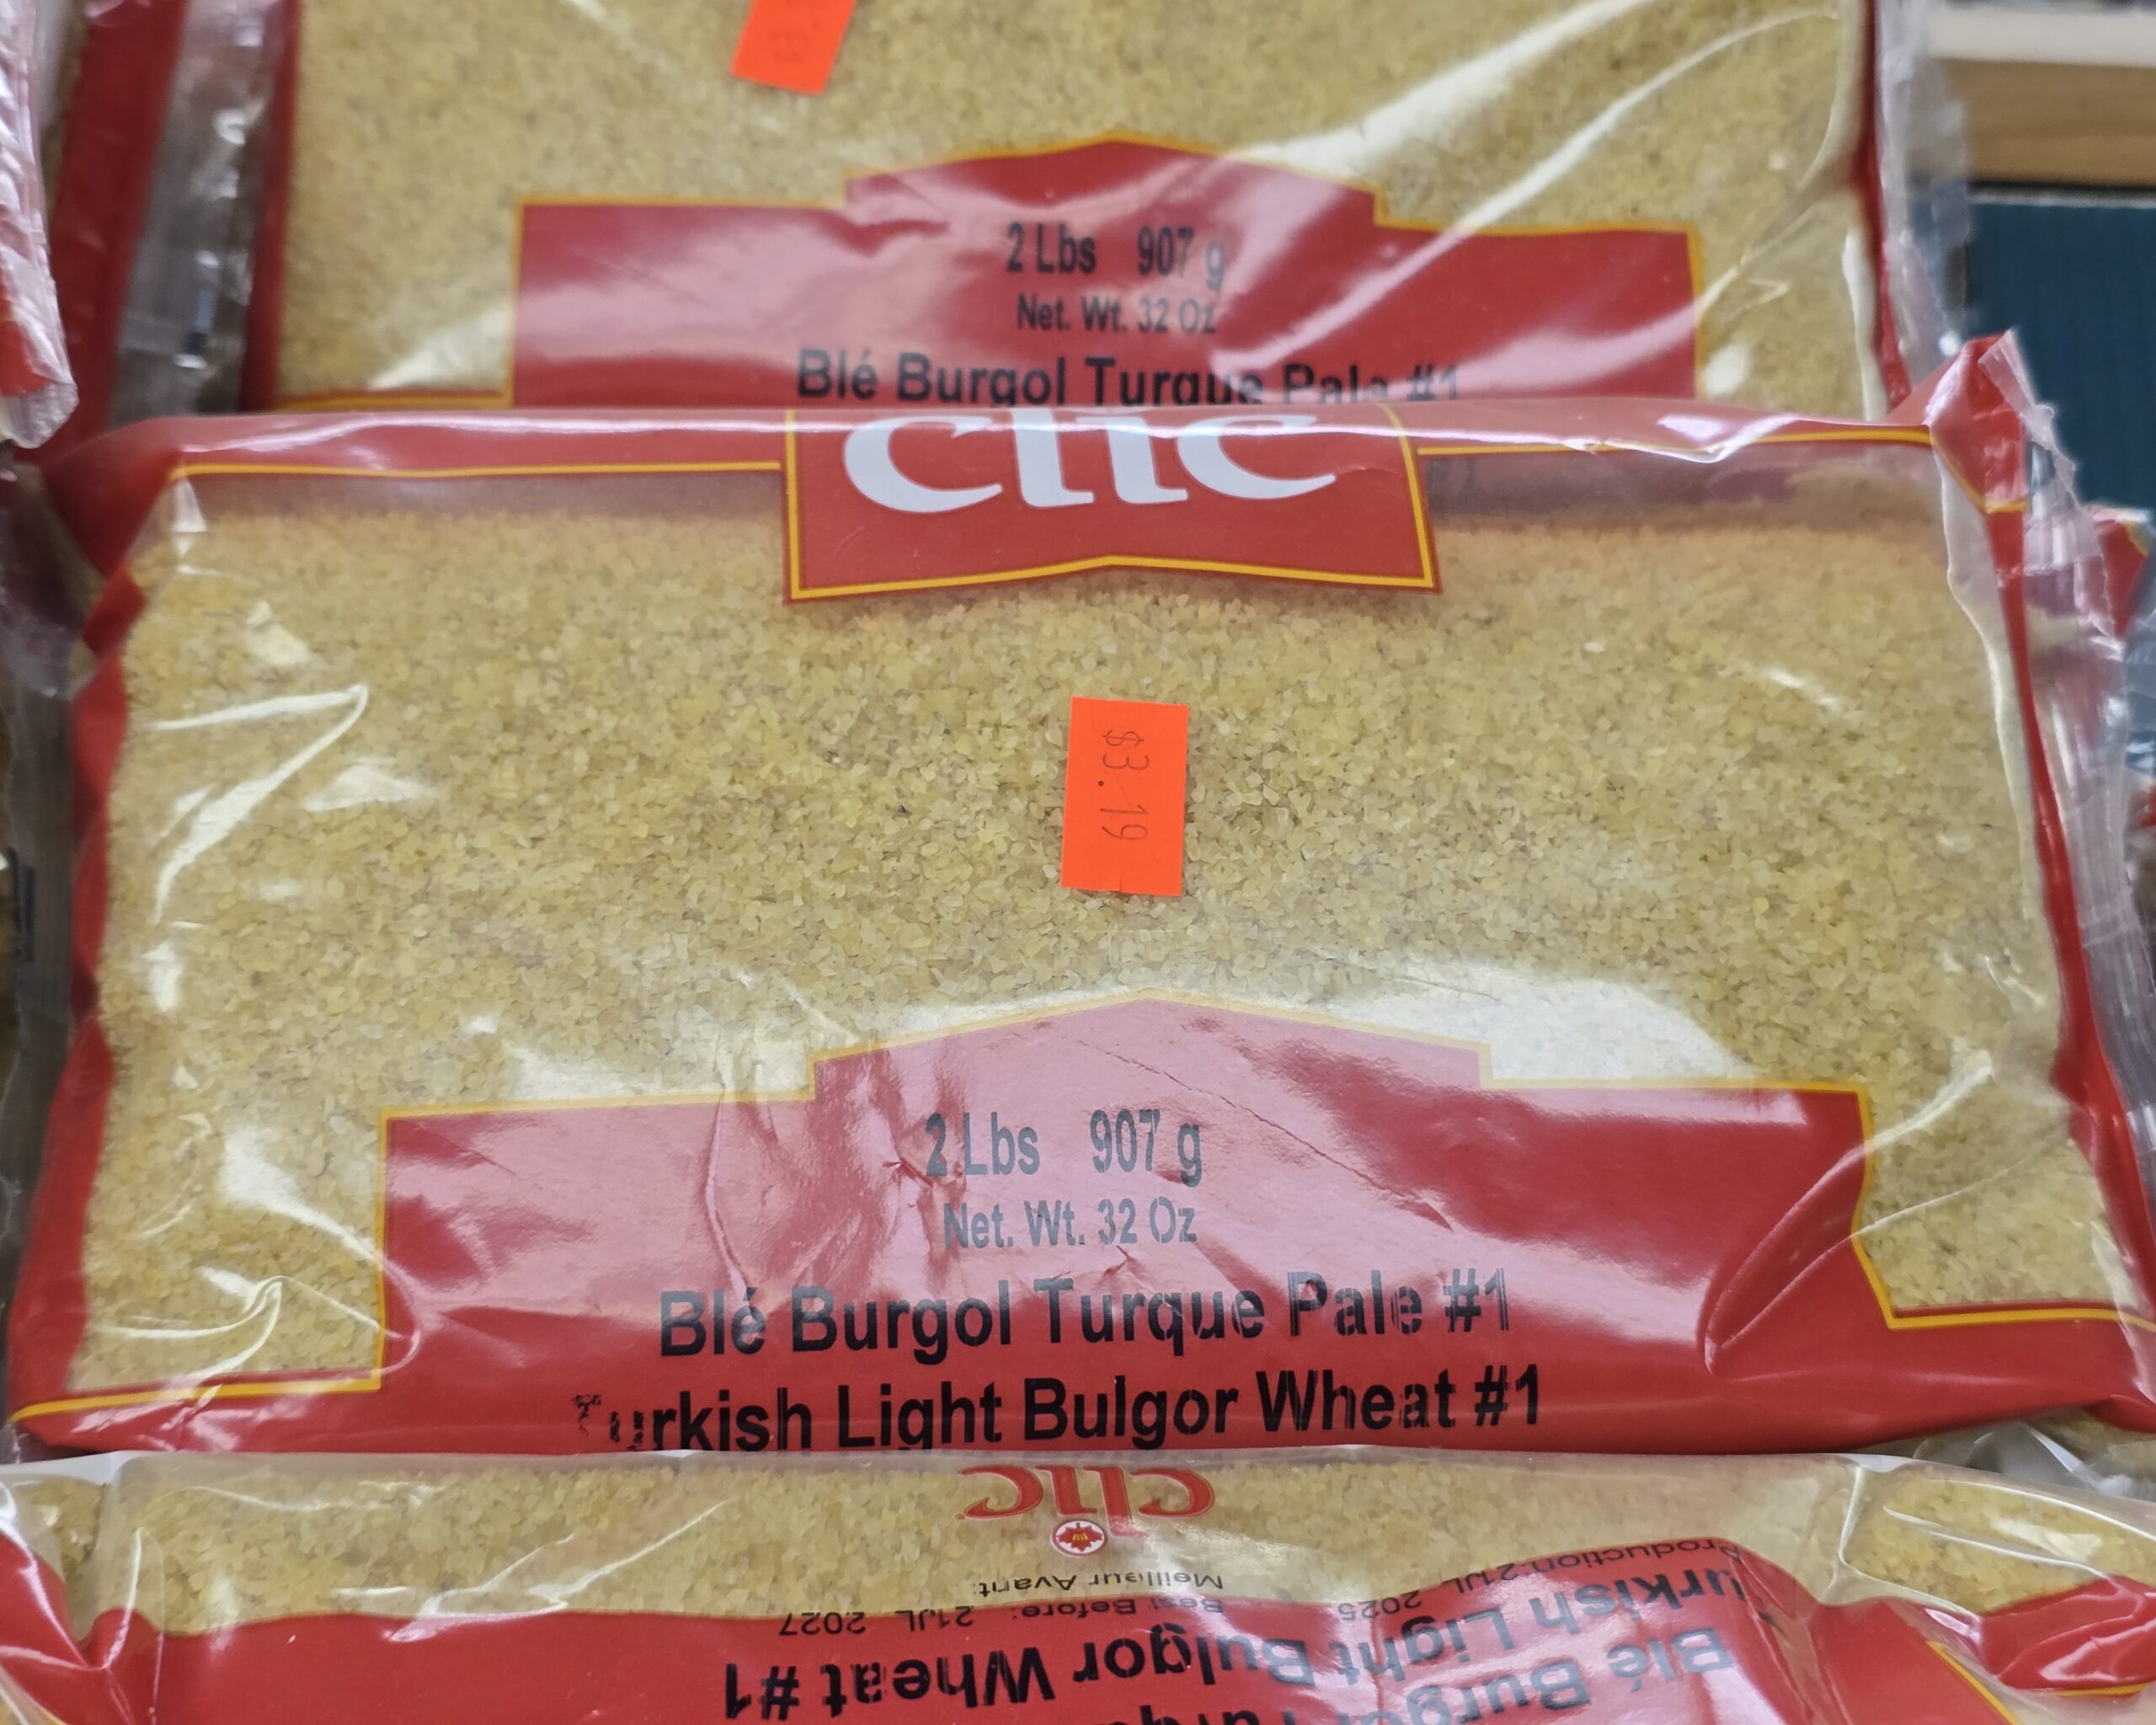 2 Lbs 907 g
Net. Wt. 32 Oz
Blé Burgol Turque Pale #1
clic
$3.19
2 Lbs 907 g
Net. Wt. 32 Oz
Blé Burgol Turque Pale #1
Turkish Light Bulgor Wheat #1
clic
Meilleur Avant:
Best Before: 21JL 2027
Production:21JL 2025
Turkish Light Bulgor Wheat #1
Blé Burgol Turque